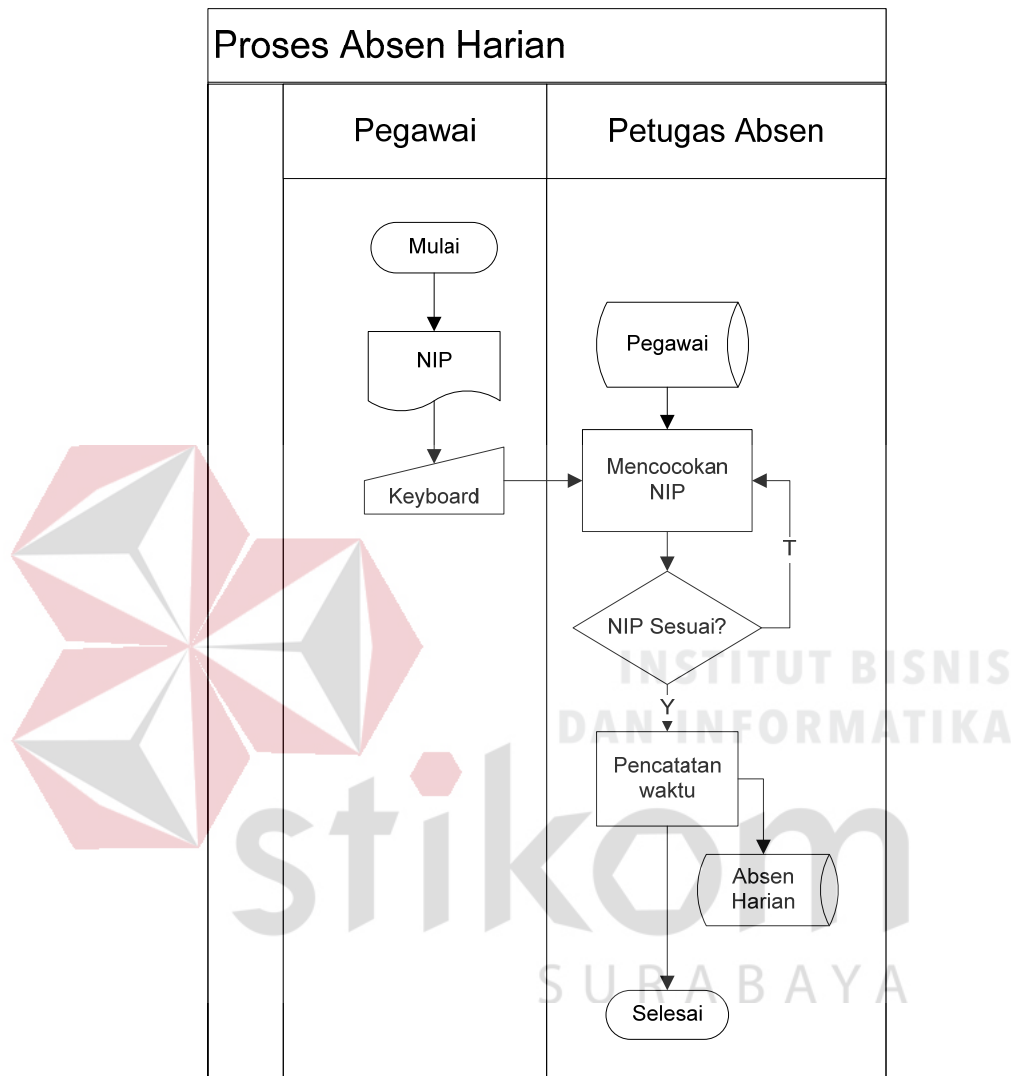 Proses Absen Harian
Pegawai
Petugas Absen
Mulai
NIP
Keyboard
Pegawai
Mencocokan
NIP
T
NIP Sesuai?
Y
Pencatatan
waktu
Absen
Harian
Selesai
INSTITUT BISNIS
DAN INFORMATIKA
stikom
SURABAYA